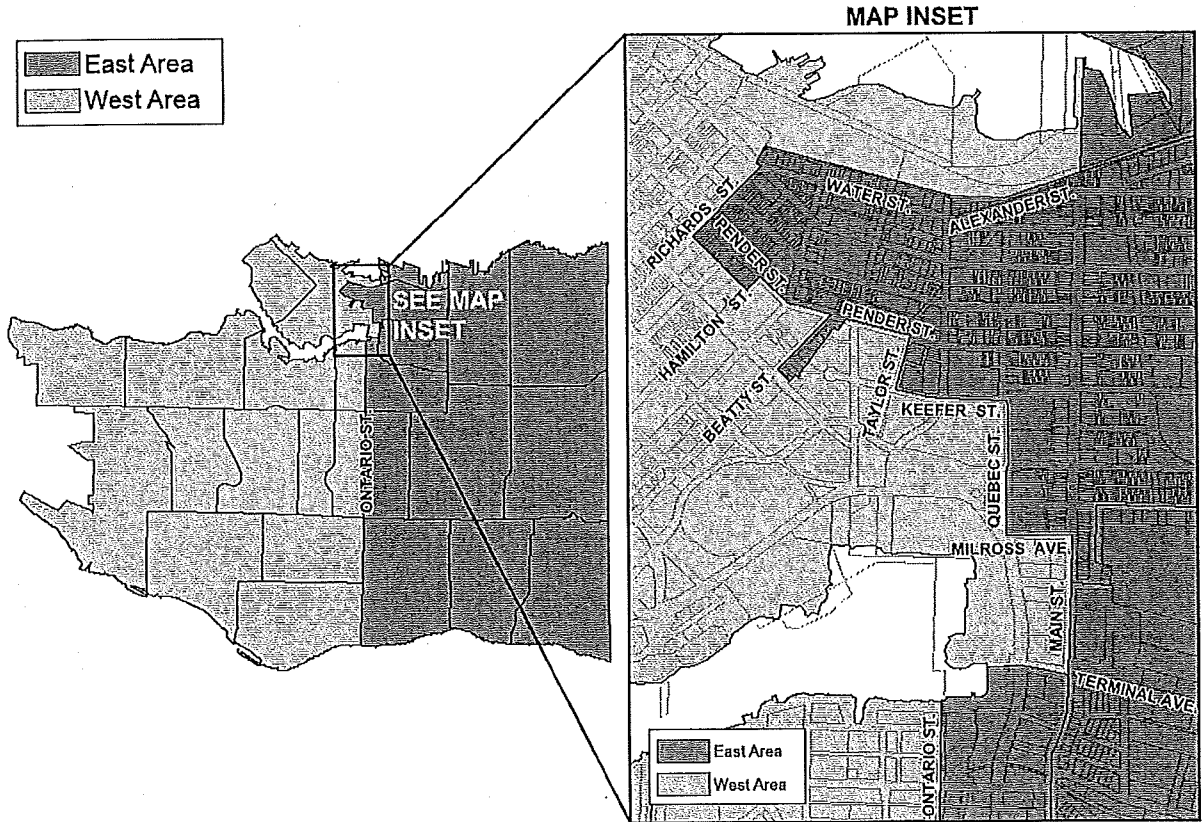 MAP INSET
East Area
West Area
SEE MAP
INSET
ONTARIO ST.
WATER ST.
ALEXANDER ST.
RICHARDS ST.
PENDER ST.
PENDER ST.
HAMILTON ST.
BEATTY ST.
TAYLOR ST.
KEEFER ST.
QUEBEC ST.
MILROSS AVE.
MAIN ST.
TERMINAL AVE.
ONTARIO ST.
East Area
West Area